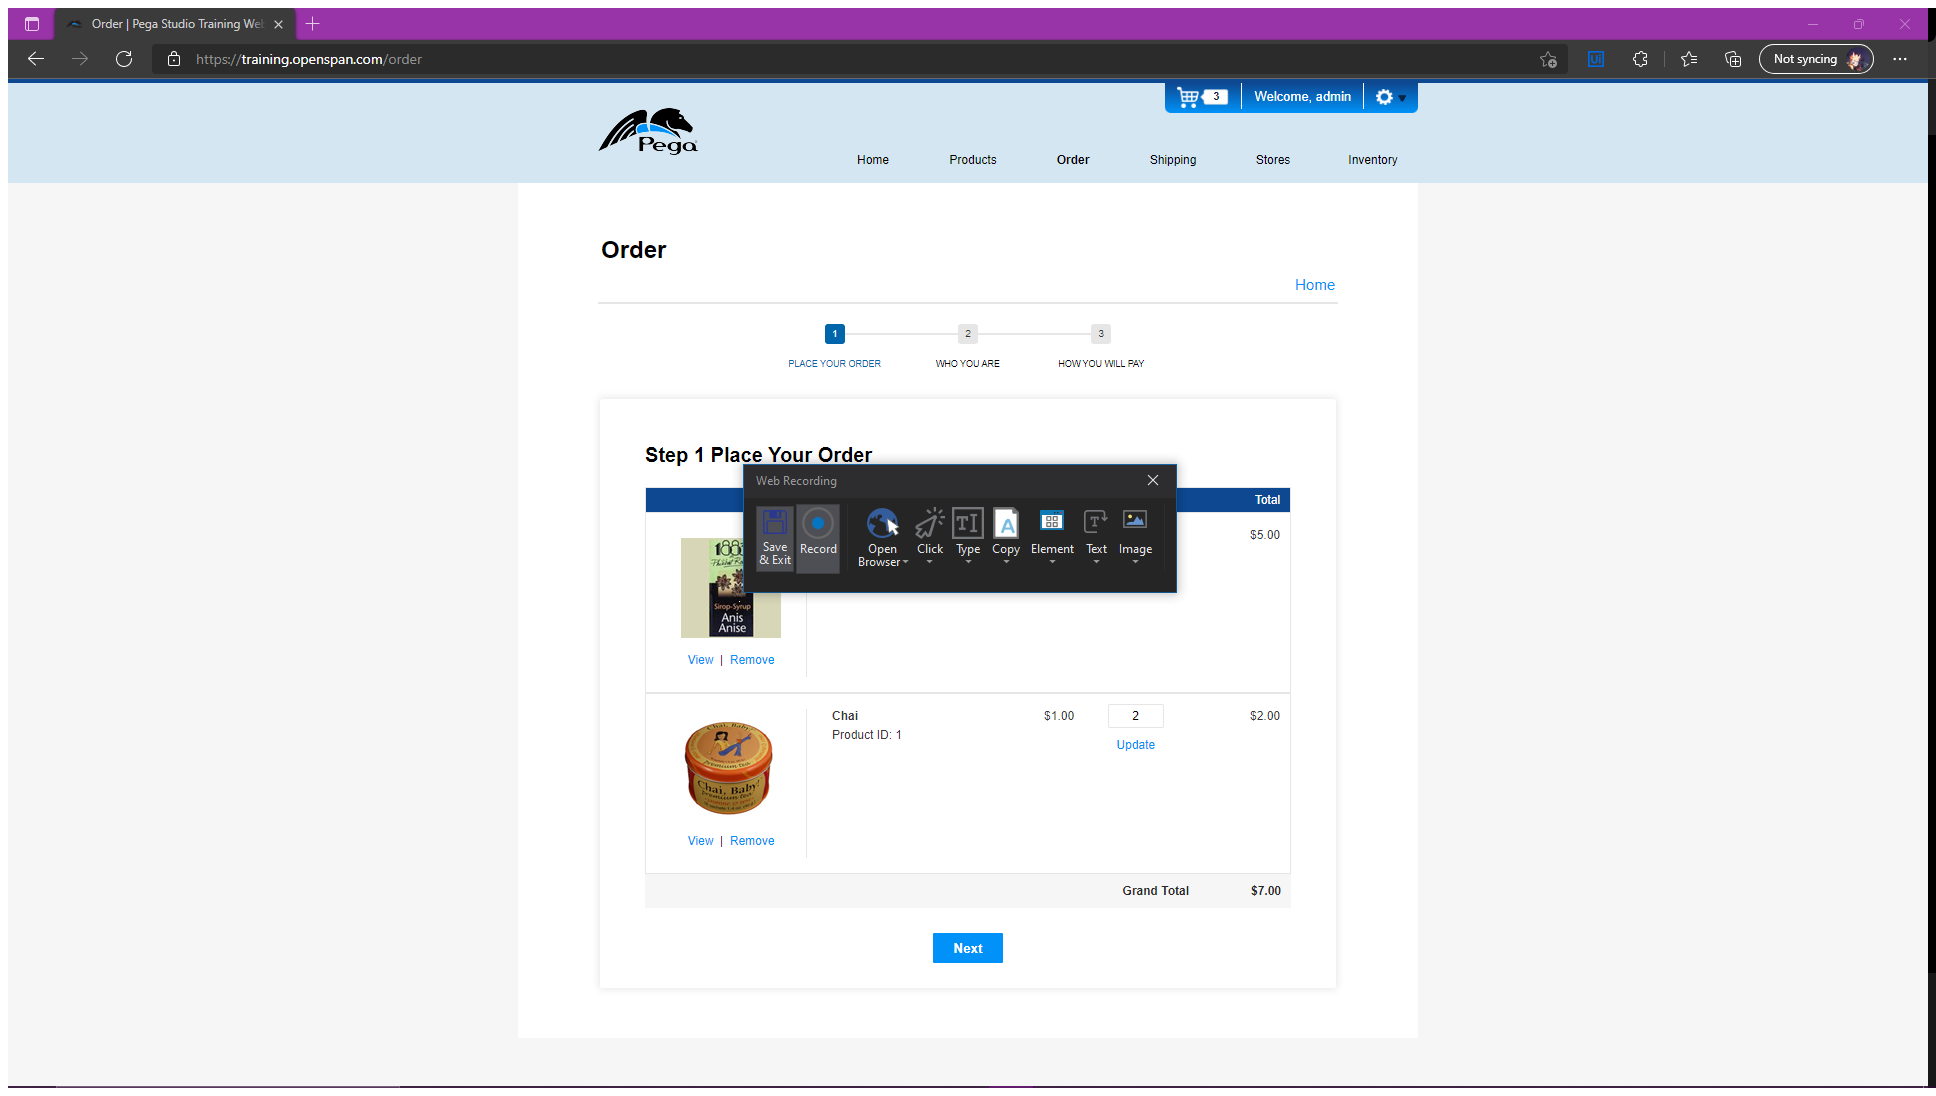 Order | Pega Studio Training We
https://training.openspan.com/order
Not syncing
3
Welcome, admin
Pega
Home
Products
Order
Shipping
Stores
Inventory
Order
Home
1
2
3
PLACE YOUR ORDER
WHO YOU ARE
HOW YOU WILL PAY
Step 1 Place Your Order
Total
Web Recording
Save
& Exit
Record
Open
Browser
Click
Type
Copy
Element
Text
Image
$5.00
Sirop-Syrup
Anis
Anise
View | Remove
Chai
$1.00
2
$2.00
Product ID: 1
Update
Chai, Baby!
premium tea
View | Remove
Grand Total
$7.00
Next